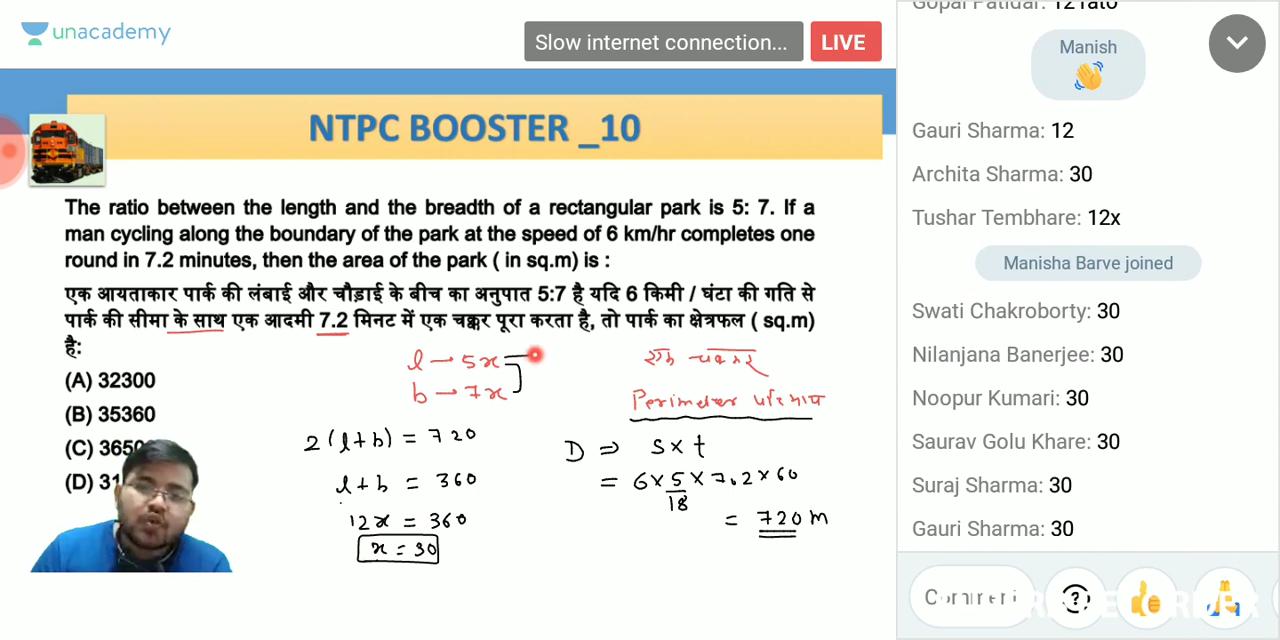 unacademy
Slow internet connection...
LIVE
NTPC BOOSTER _10
The ratio between the length and the breadth of a rectangular park is 5: 7. If a
man cycling along the boundary of the park at the speed of 6 km/hr completes one
round in 7.2 minutes, then the area of the park ( in sq.m) is :
एक आयताकार पार्क की लंबाई और चौड़ाई के बीच का अनुपात 5:7 है यदि 6 किमी / घंटा की गति से
पार्क की सीमा के साथ एक आदमी 7.2 मिनट में एक चक्कर पूरा करता है, तो पार्क का क्षेत्रफल ( sq.m)
है:
(A) 32300
(B) 35360
(C) 3650
(D) 31
l → 5x
b → 7x
2(l+b) = 720
l+b = 360
12x = 360
x = 30
एक चक्कर
Perimeter परिमाप
D ⇒ S×t
= 6×5/18×7.2×60
= 720m
Gopal Patidar: 121ato
Manish
Gauri Sharma: 12
Archita Sharma: 30
Tushar Tembhare: 12x
Manisha Barve joined
Swati Chakroborty: 30
Nilanjana Banerjee: 30
Noopur Kumari: 30
Saurav Golu Khare: 30
Suraj Sharma: 30
Gauri Sharma: 30
Comment